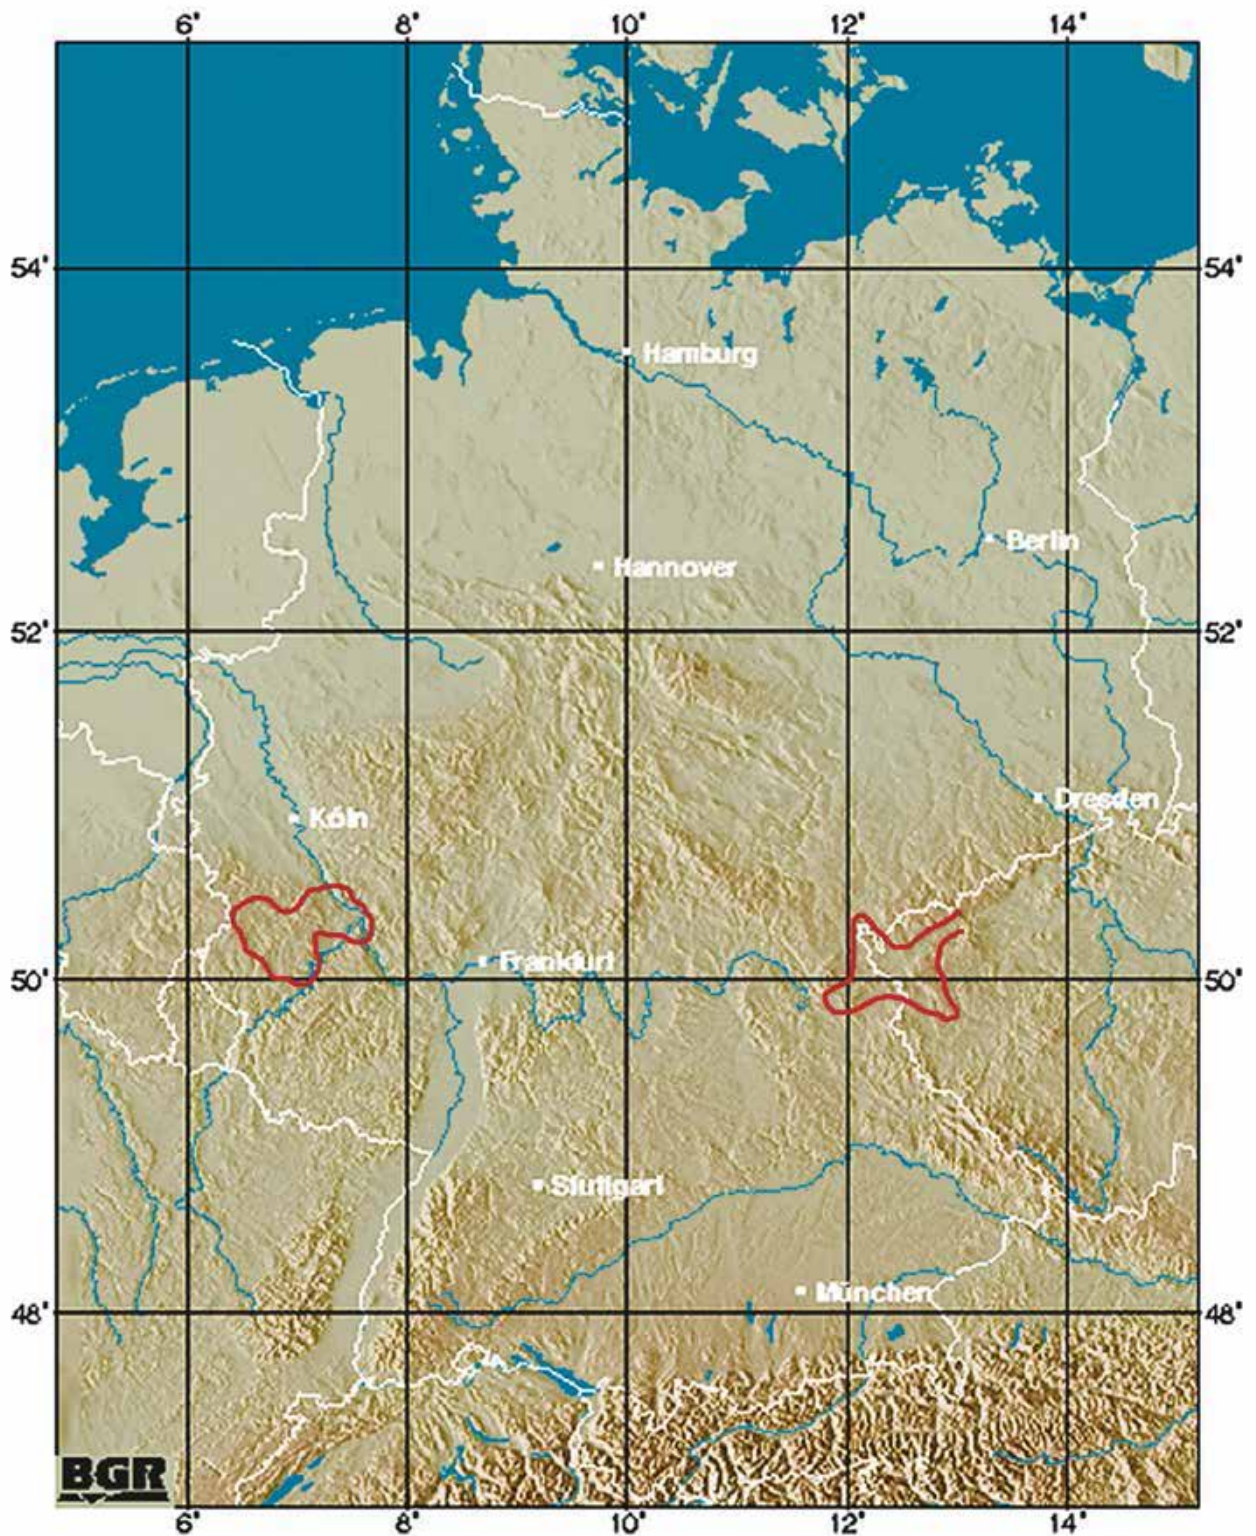 6° 8° 10° 12° 14°
54° 54°
Hamburg
Berlin
Hannover
52° 52°
Dresden
Köln
Frankfurt
50° 50°
Stuttgart
München
48° 48°
BGR
6° 8° 10° 12° 14°